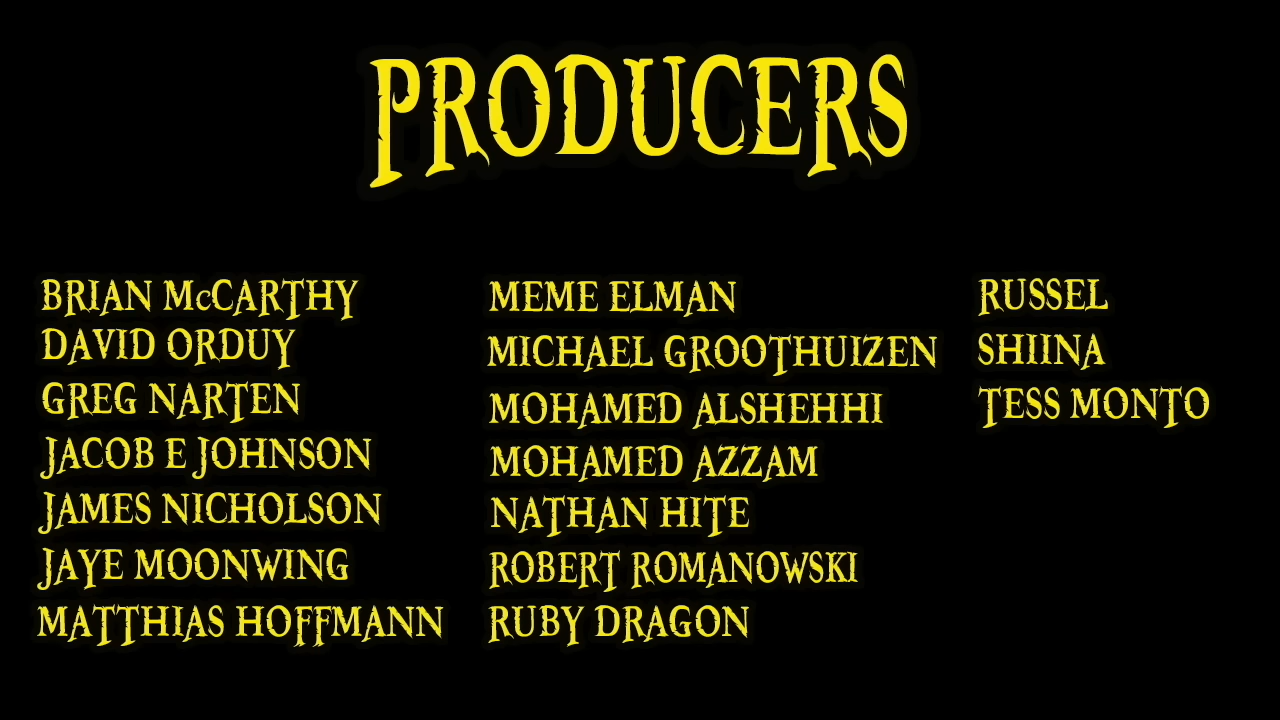 PRODUCERS
BRIAN McCARTHY
DAVID ORDUY
GREG NARTEN
JACOB E JOHNSON
JAMES NICHOLSON
JAYE MOONWING
MATTHIAS HOFFMANN
MEME ELMAN
MICHAEL GROOTHUIZEN
MOHAMED ALSHEHHI
MOHAMED AZZAM
NATHAN HITE
ROBERT ROMANOWSKI
RUBY DRAGON
RUSSEL
SHIINA
TESS MONTO